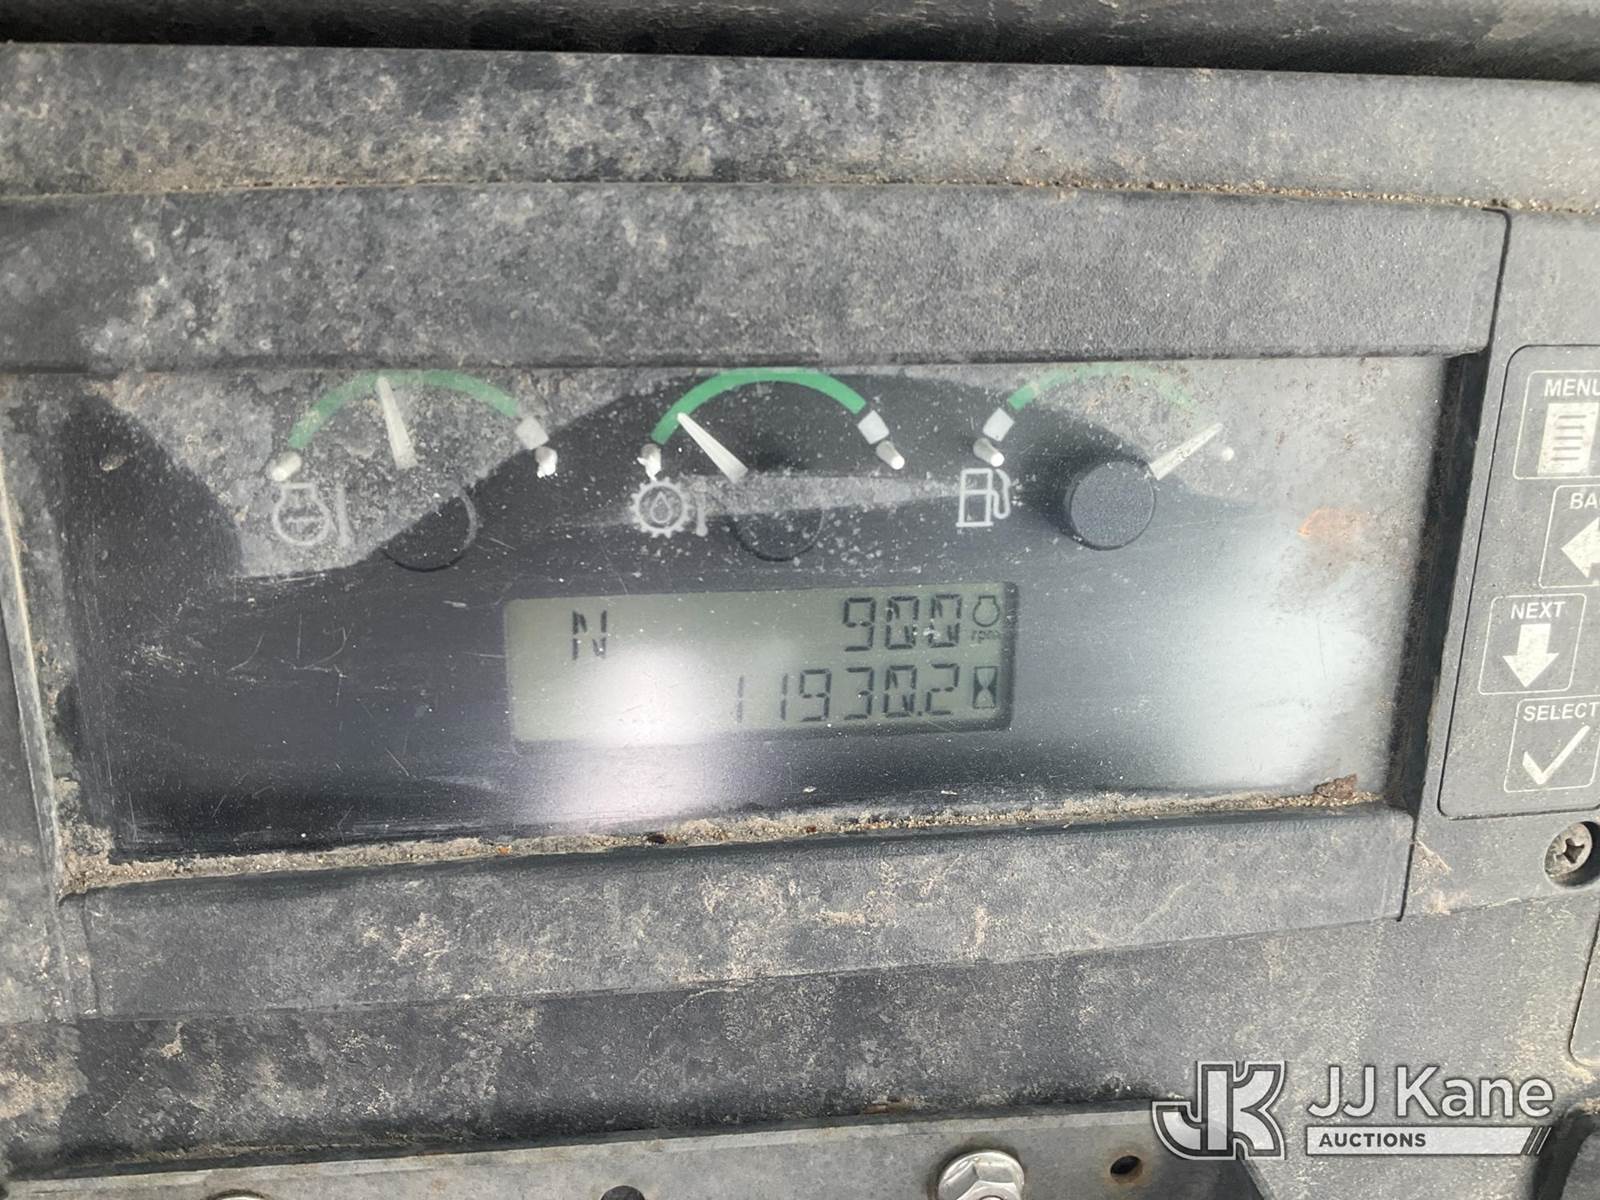 MENU
BA
NEXT
SELECT
N 900 rpm
11930.2
JJ Kane
AUCTIONS